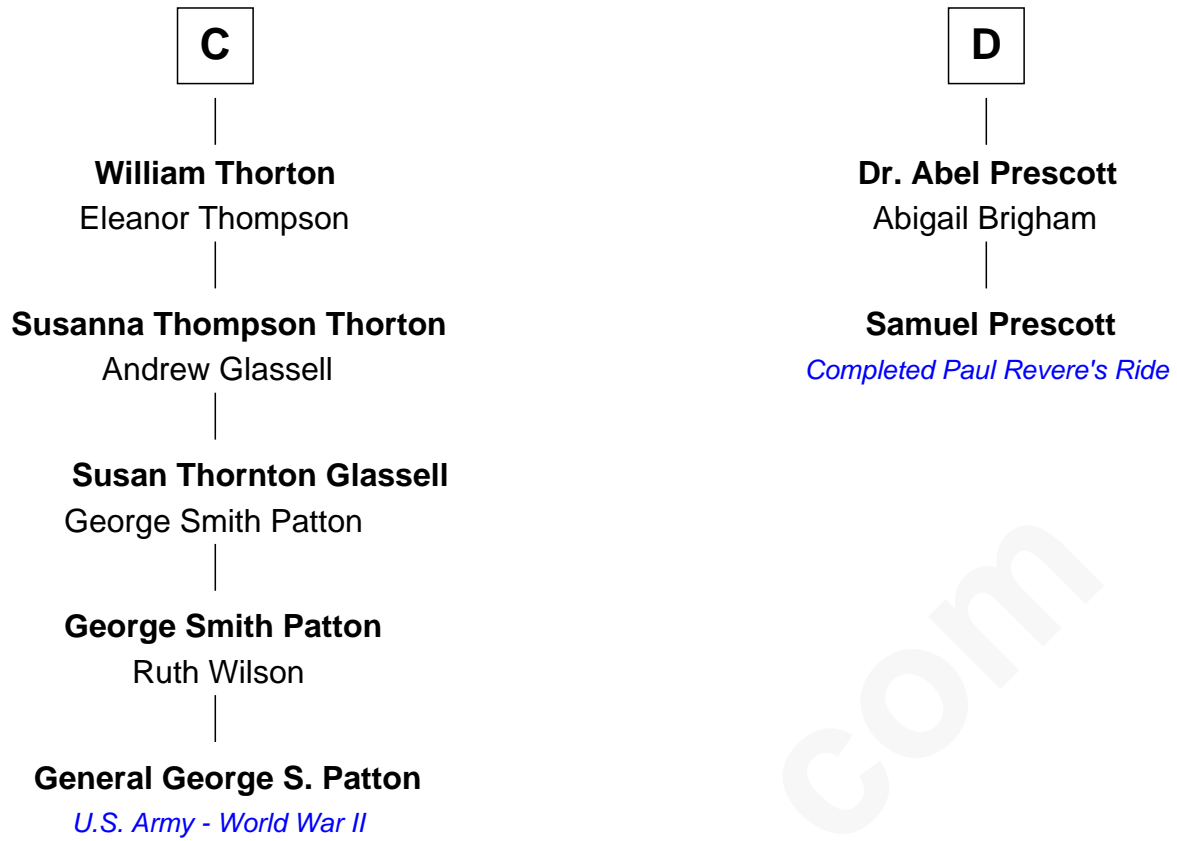 C
William Thorton
Eleanor Thompson
Susanna Thompson Thorton
Andrew Glassell
Susan Thornton Glassell
George Smith Patton
George Smith Patton
Ruth Wilson
General George S. Patton
U.S. Army - World War II
D
Dr. Abel Prescott
Abigail Brigham
Samuel Prescott
Completed Paul Revere's Ride
com